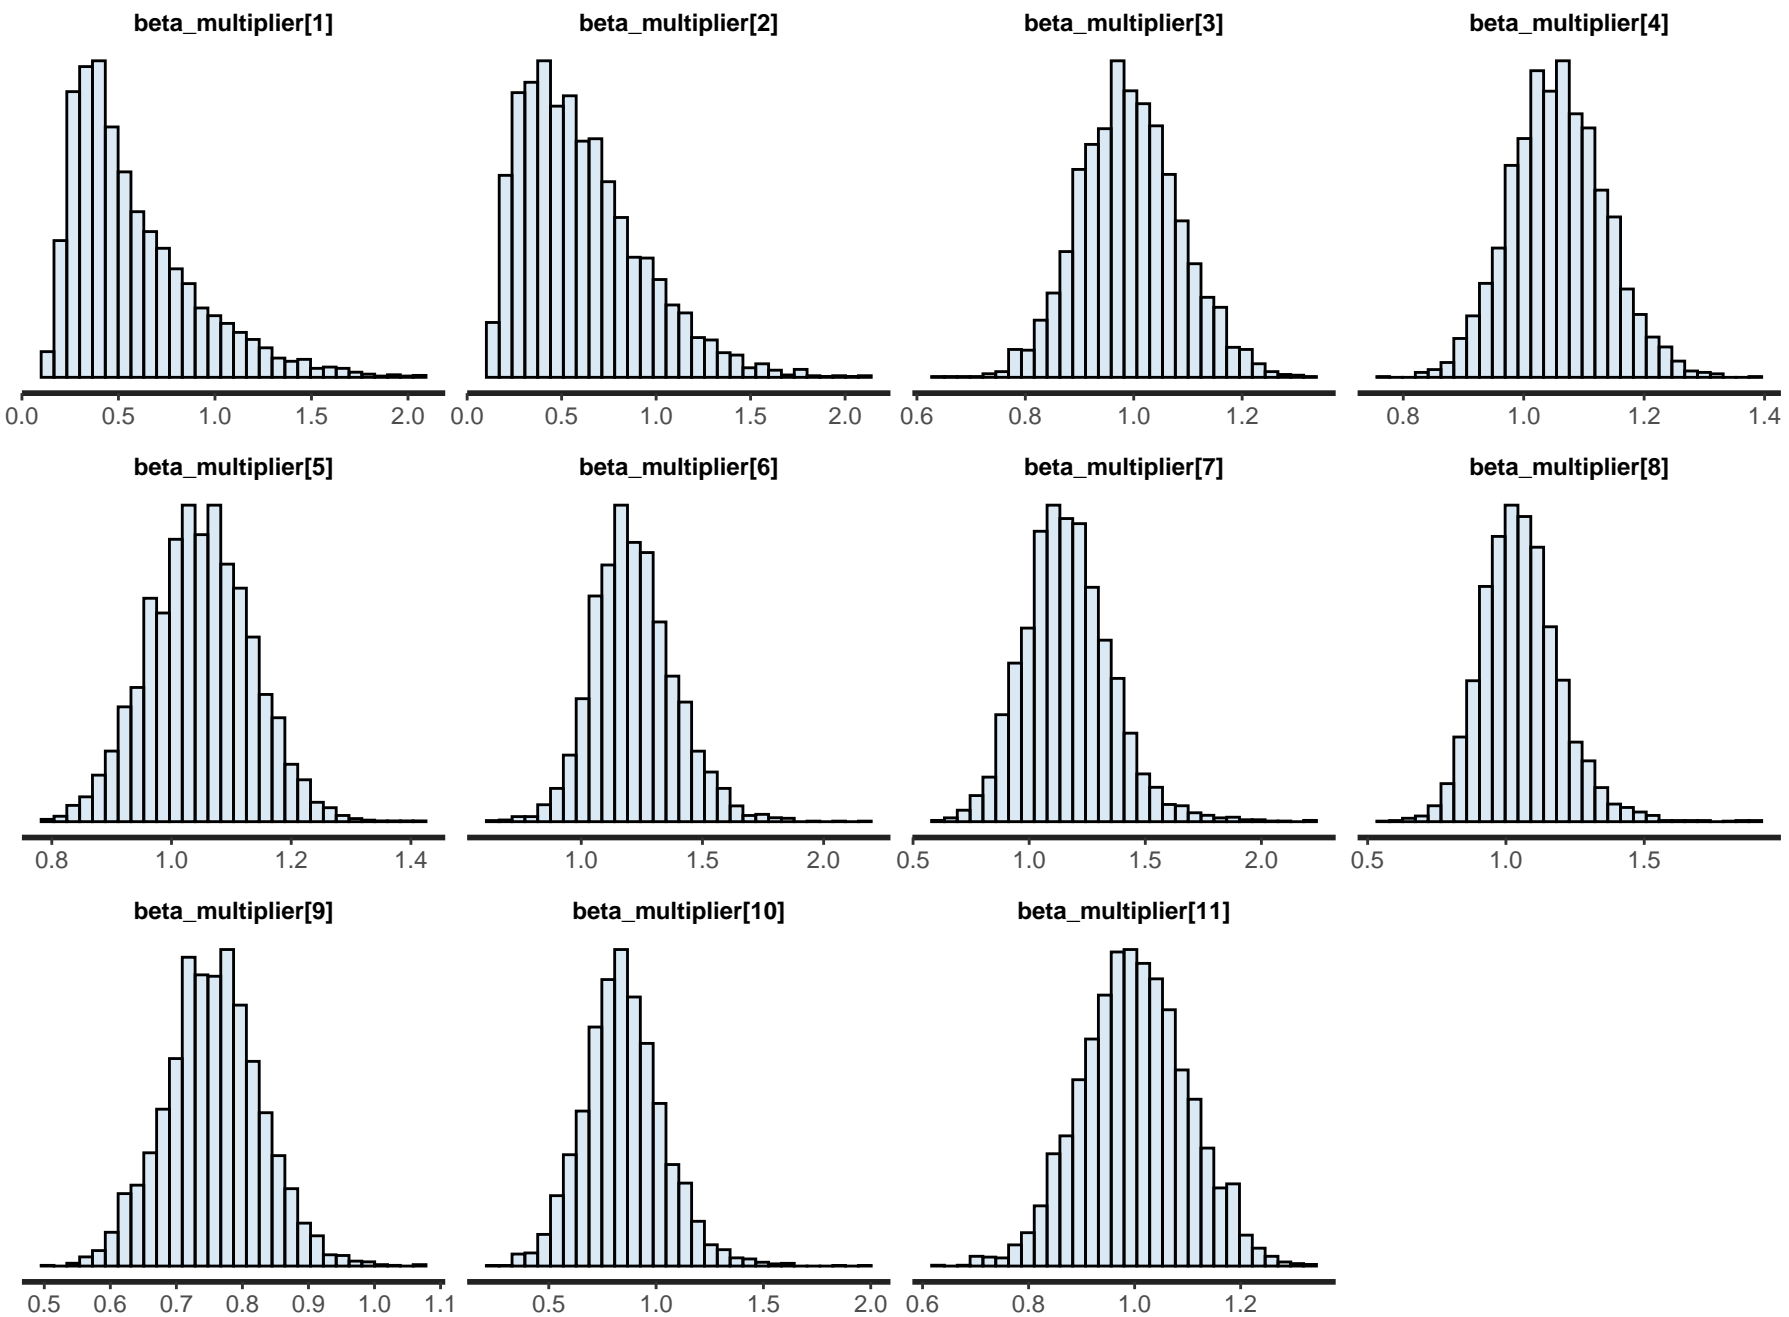 beta_multiplier[1] beta_multiplier[2] beta_multiplier[3] beta_multiplier[4]
0.0 0.5 1.0 1.5 2.0 0.0 0.5 1.0 1.5 2.0 0.6 0.8 1.0 1.2 0.8 1.0 1.2 1.4
beta_multiplier[5] beta_multiplier[6] beta_multiplier[7] beta_multiplier[8]
0.8 1.0 1.2 1.4 1.0 1.5 2.0 0.5 1.0 1.5 2.0 0.5 1.0 1.5
beta_multiplier[9] beta_multiplier[10] beta_multiplier[11]
0.5 0.6 0.7 0.8 0.9 1.0 1.1 0.5 1.0 1.5 2.0 0.6 0.8 1.0 1.2